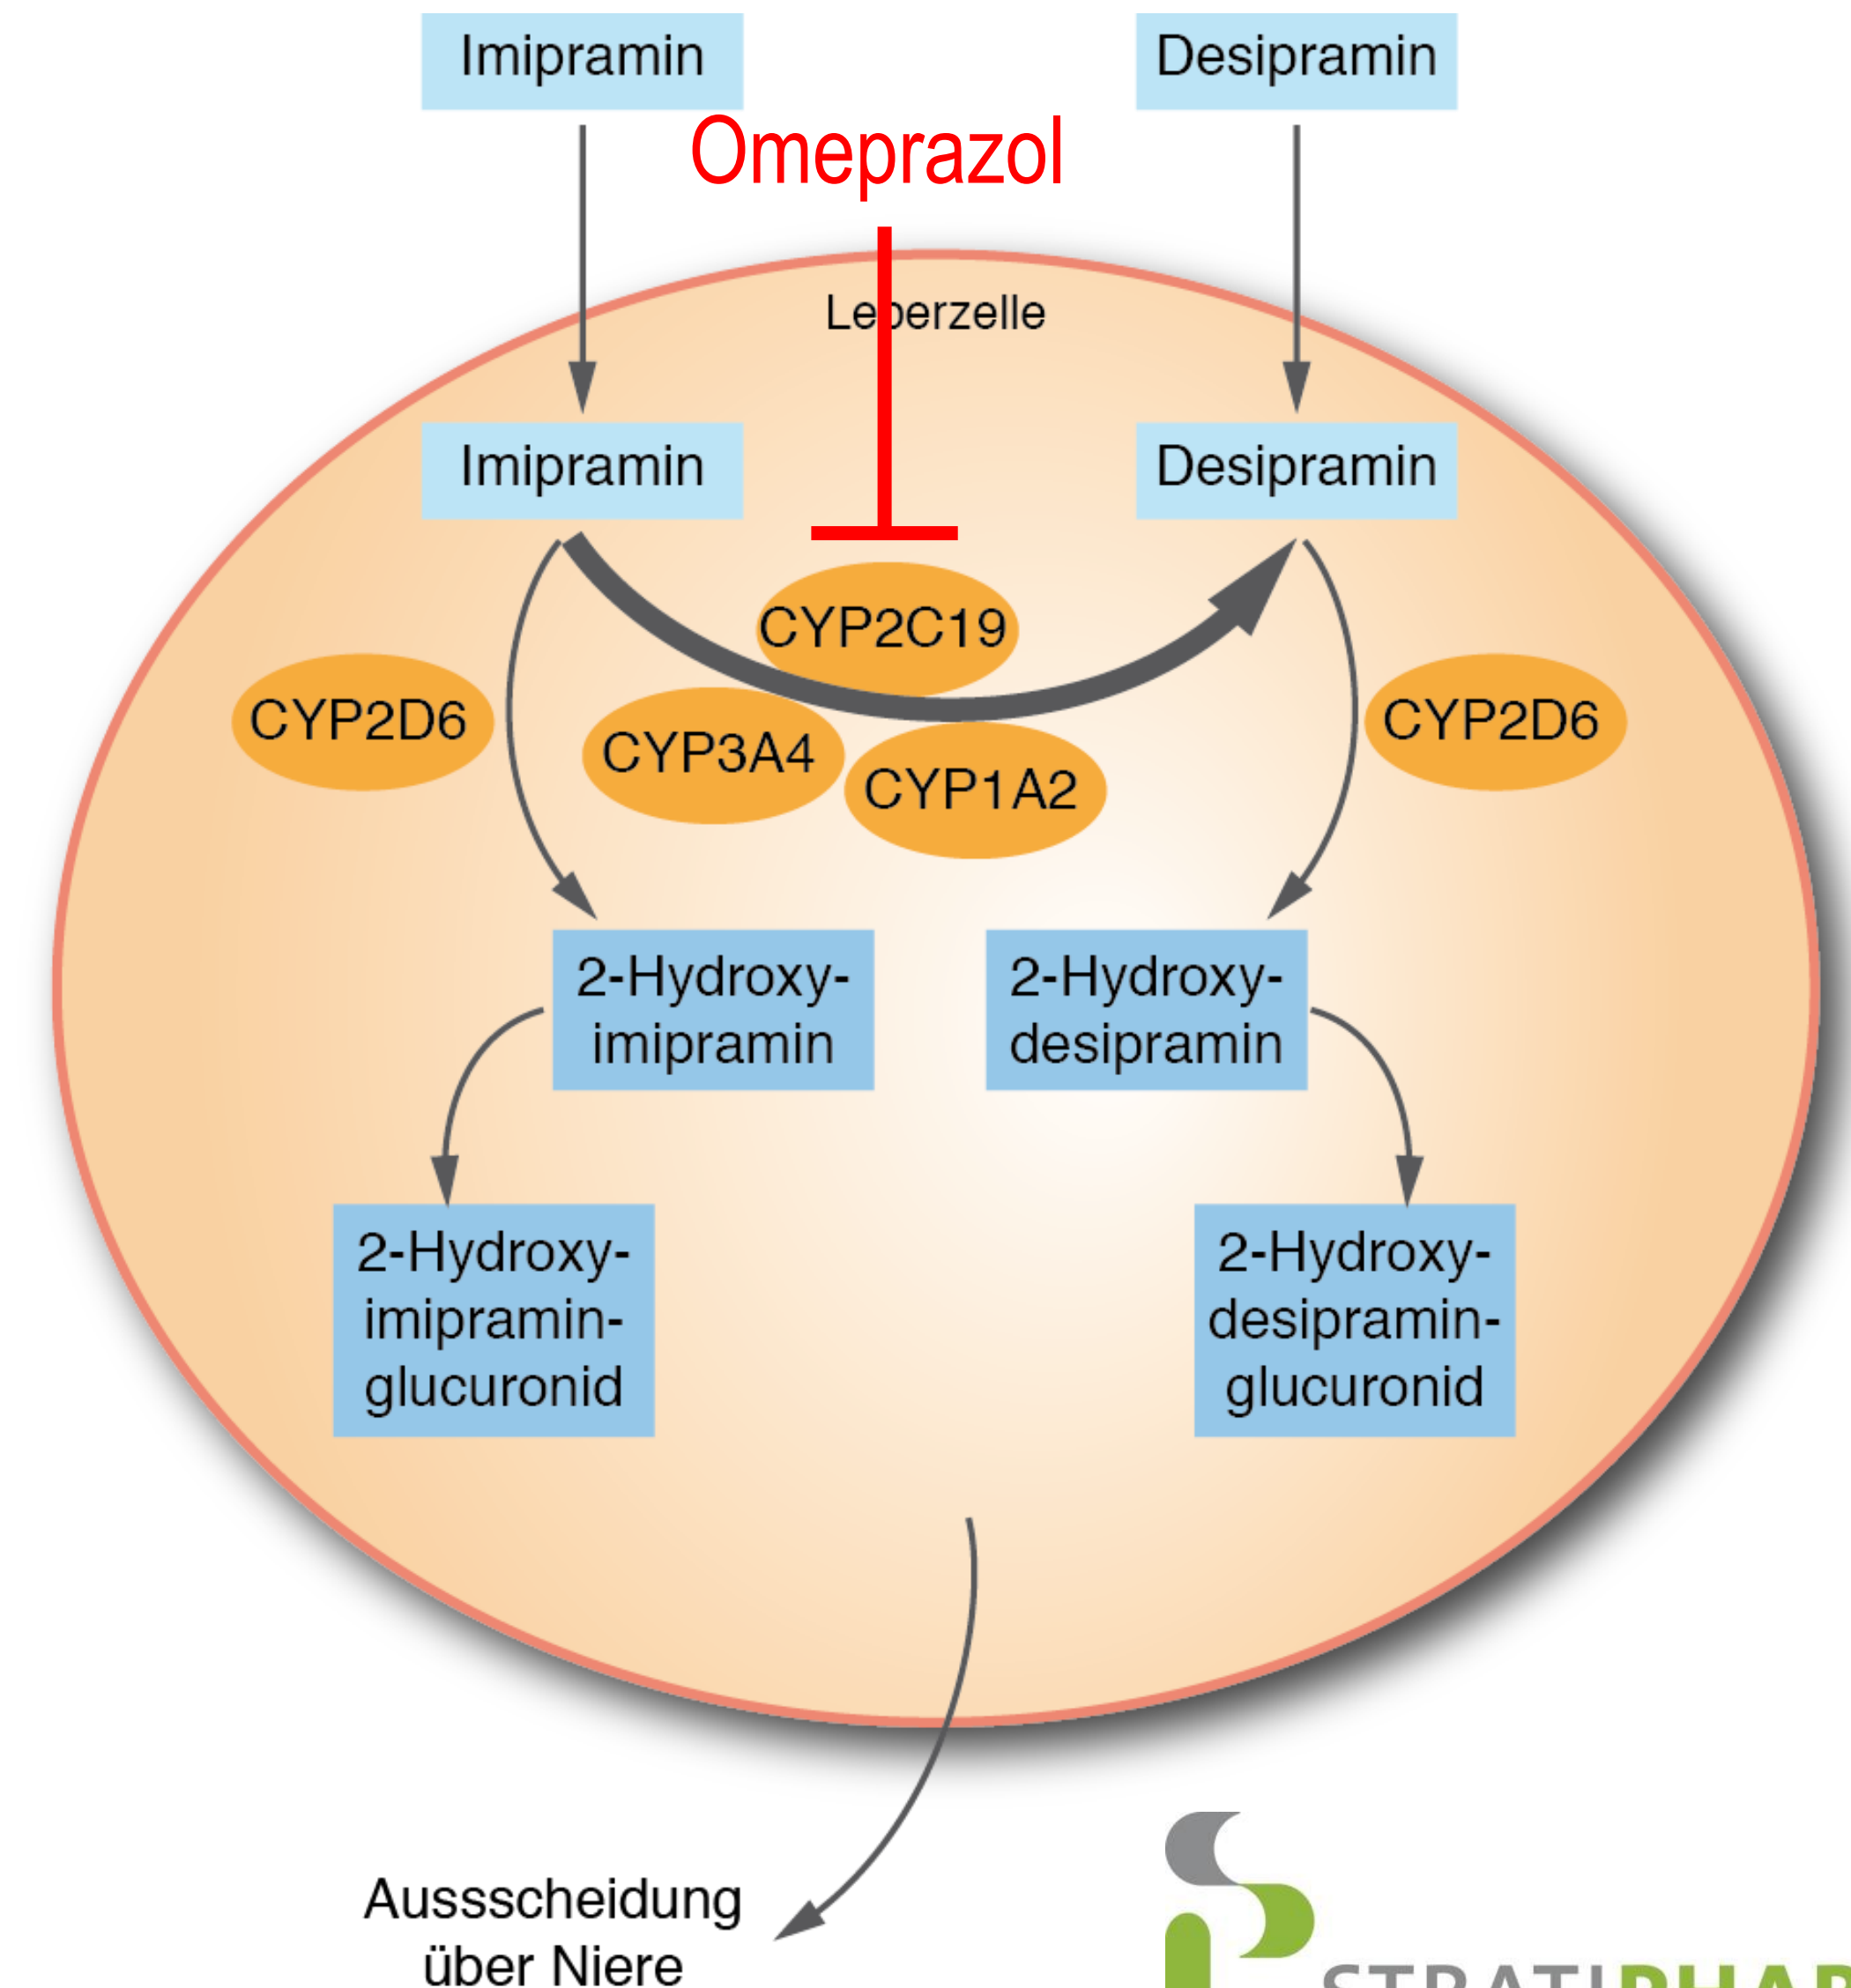 Imipramin
Desipramin
Omeprazol
Leberzelle
Imipramin
Desipramin
CYP2C19
CYP2D6
CYP3A4
CYP1A2
CYP2D6
2-Hydroxy-
imipramin
2-Hydroxy-
desipramin
2-Hydroxy-
imipramin-
glucuronid
2-Hydroxy-
desipramin-
glucuronid
Aussscheidung
über Niere
STRATIPHAR